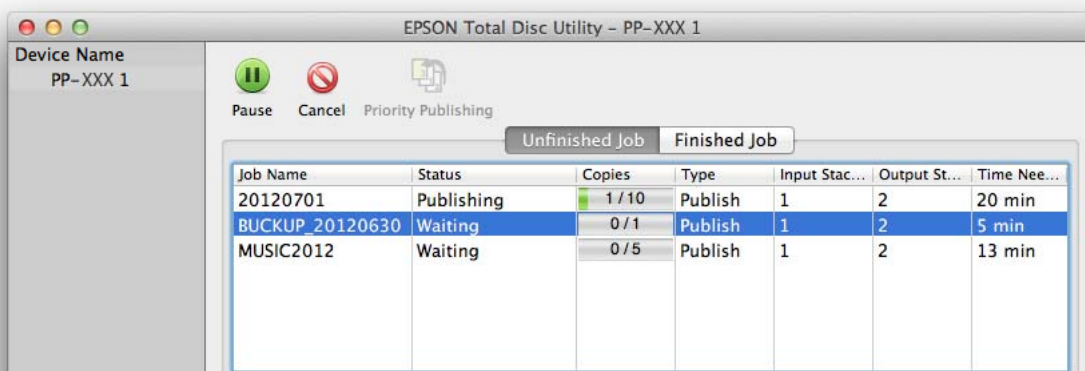 EPSON Total Disc Utility – PP-XXX 1
Device Name
PP-XXX 1
Pause Cancel Priority Publishing
Unfinished Job Finished Job
Job Name Status Copies Type Input Stac... Output St... Time Nee...
20120701 Publishing 1 / 10 Publish 1 2 20 min
BUCKUP_20120630 Waiting 0 / 1 Publish 1 2 5 min
MUSIC2012 Waiting 0 / 5 Publish 1 2 13 min